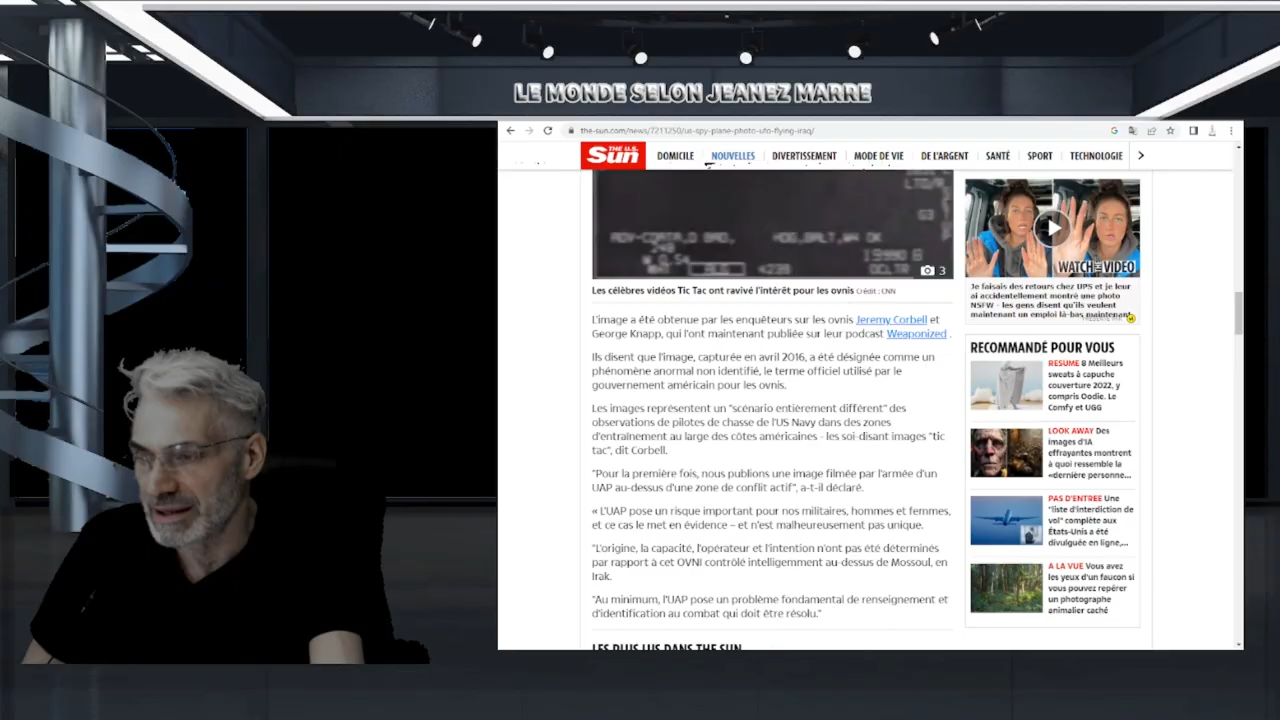 LE MONDE SELON JEANEZ MARRE
the-sun.com/news/7211250/us-spy-plane-photo-ufo-flying-iraq/
THE U.S. Sun
DOMICILE NOUVELLES DIVERTISSEMENT MODE DE VIE DE L'ARGENT SANTÉ SPORT TECHNOLOGIE
G3
19990 B
3
Les célèbres vidéos Tic Tac ont ravivé l'intérêt pour les ovnis Crédit : CNN
L'image a été obtenue par les enquêteurs sur les ovnis Jeremy Corbell et
George Knapp, qui l'ont maintenant publiée sur leur podcast Weaponized .
Ils disent que l'image, capturée en avril 2016, a été désignée comme un
phénomène anormal non identifié, le terme officiel utilisé par le
gouvernement américain pour les ovnis.
Les images représentent un "scénario entièrement différent" des
observations de pilotes de chasse de l'US Navy dans des zones
d'entraînement au large des côtes américaines - les soi-disant images "tic
tac", dit Corbell.
"Pour la première fois, nous publions une image filmée par l'armée d'un
UAP au-dessus d'une zone de conflit actif", a-t-il déclaré.
« L'UAP pose un risque important pour nos militaires, hommes et femmes,
et ce cas le met en évidence – et n'est malheureusement pas unique.
"L'origine, la capacité, l'opérateur et l'intention n'ont pas été déterminés
par rapport à cet OVNI contrôlé intelligemment au-dessus de Mossoul, en
Irak.
"Au minimum, l'UAP pose un problème fondamental de renseignement et
d'identification au combat qui doit être résolu."
LES PLUS LUS DANS THE SUN
WATCH THE VIDEO
Je faisais des retours chez UPS et je leur
ai accidentellement montré une photo
NSFW - les gens disent qu'ils veulent
maintenant un emploi là-bas maintenant
RECOMMANDÉ POUR VOUS
RESUME 8 Meilleurs
sweats à capuche
couverture 2022, y
compris Oodie. Le
Comfy et UGG
LOOK AWAY Des
images d'IA
effrayantes montrent
à quoi ressemble la
«dernière personne...
PAS D'ENTREE Une
"liste d'interdiction de
vol" complète aux
États-Unis a été
divulguée en ligne,...
A LA VUE Vous avez
les yeux d'un faucon si
vous pouvez repérer
un photographe
animalier caché